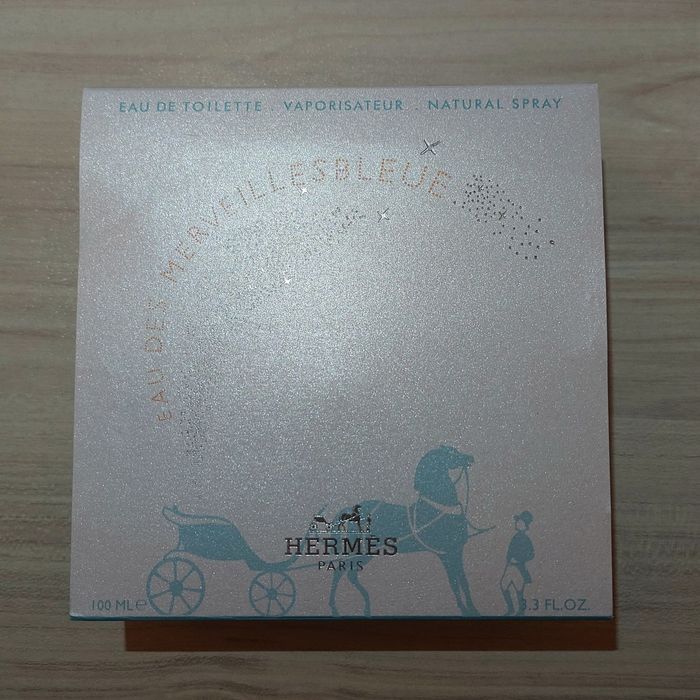 EAU DE TOILETTE . VAPORISATEUR . NATURAL SPRAY
EAU DES MERVEILLESBLEUE
HERMÈS
PARIS
100 ML℮
3.3 FL.OZ.